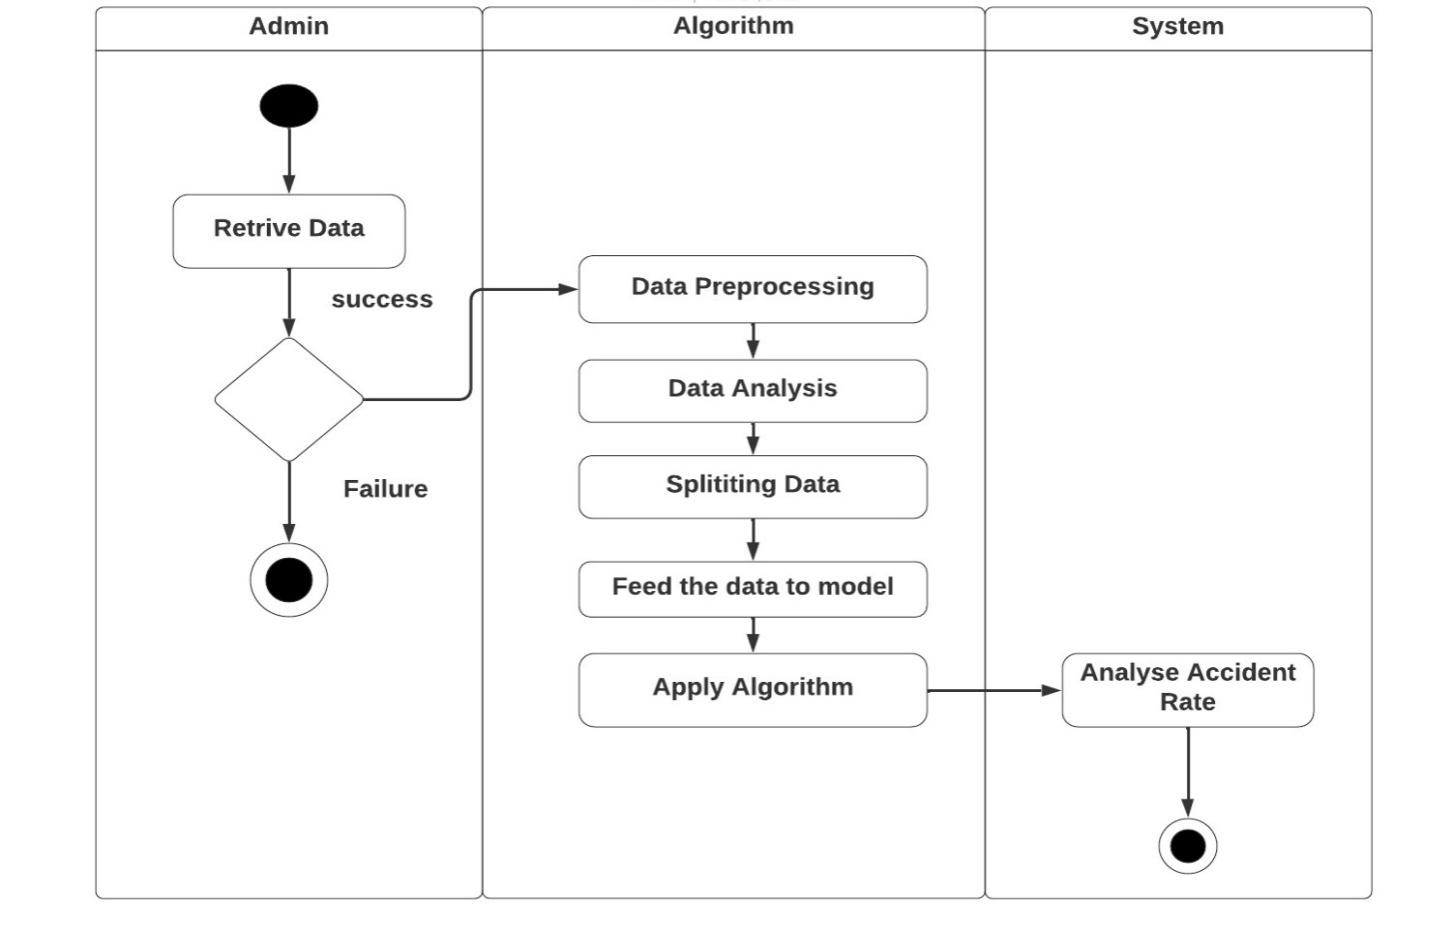 Admin
Algorithm
System
Retrive Data
success
Failure
Data Preprocessing
Data Analysis
Splititing Data
Feed the data to model
Apply Algorithm
Analyse Accident
Rate